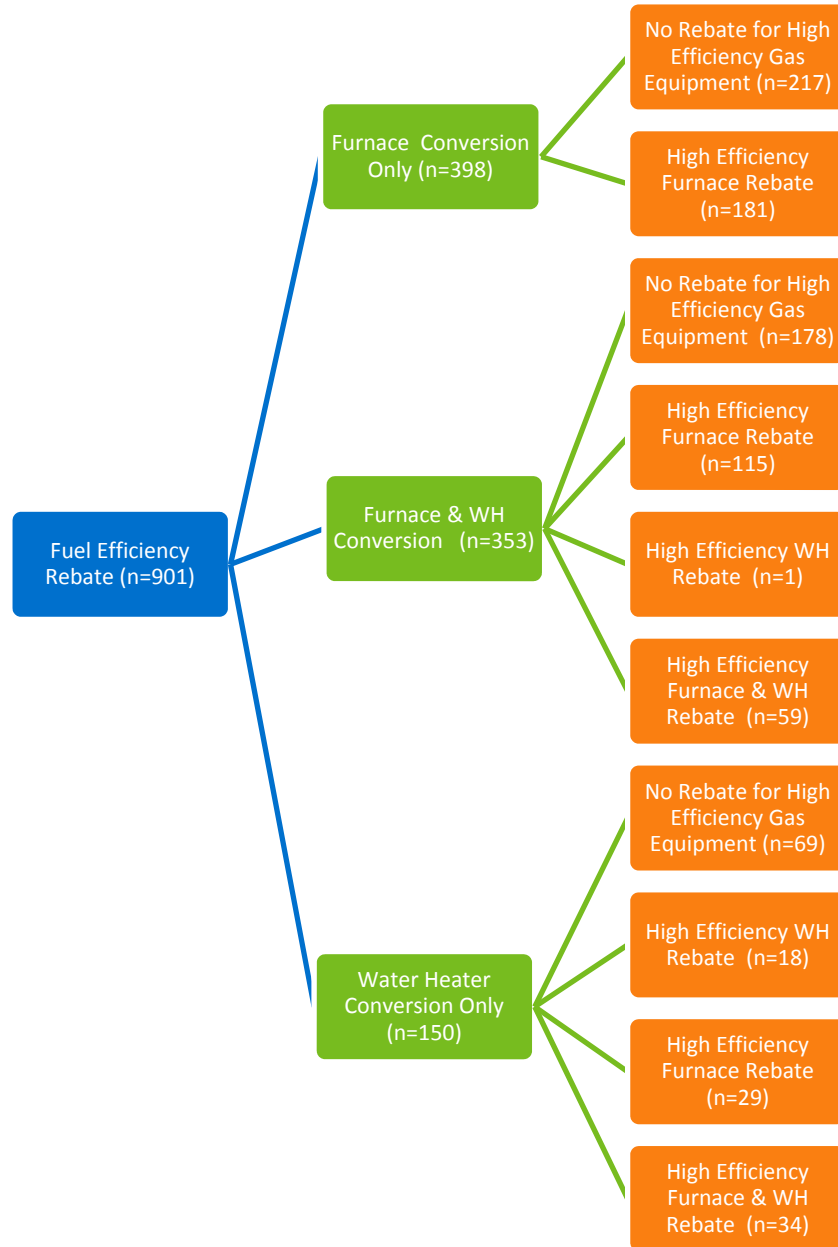 Fuel Efficiency
Rebate (n=901)
Furnace Conversion
Only (n=398)
No Rebate for High
Efficiency Gas
Equipment (n=217)
High Efficiency
Furnace Rebate
(n=181)
Furnace & WH
Conversion (n=353)
No Rebate for High
Efficiency Gas
Equipment (n=178)
High Efficiency
Furnace Rebate
(n=115)
High Efficiency WH
Rebate (n=1)
High Efficiency
Furnace & WH
Rebate (n=59)
Water Heater
Conversion Only
(n=150)
No Rebate for High
Efficiency Gas
Equipment (n=69)
High Efficiency WH
Rebate (n=18)
High Efficiency
Furnace Rebate
(n=29)
High Efficiency
Furnace & WH
Rebate (n=34)